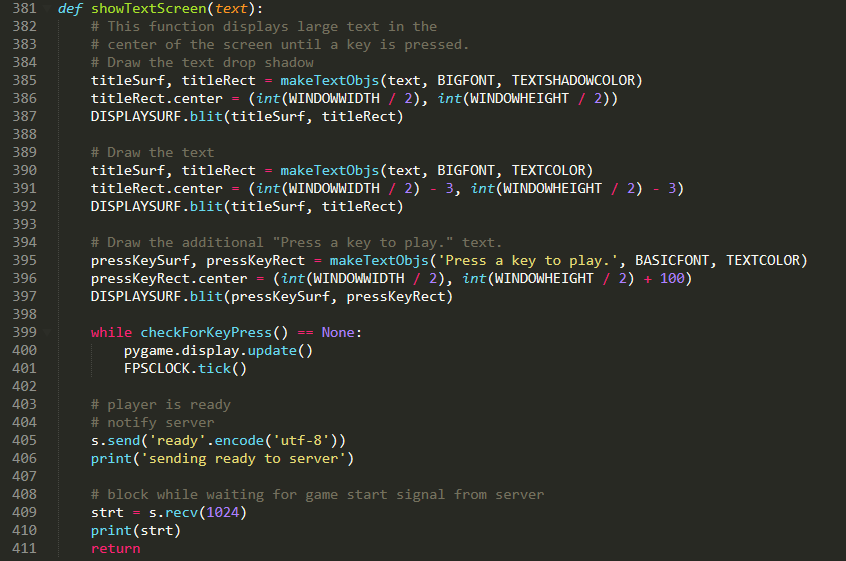 381 def showTextScreen(text):
382     # This function displays large text in the
383     # center of the screen until a key is pressed.
384     # Draw the text drop shadow
385     titleSurf, titleRect = makeTextObjs(text, BIGFONT, TEXTSHADOWCOLOR)
386     titleRect.center = (int(WINDOWWIDTH / 2), int(WINDOWHEIGHT / 2))
387     DISPLAYSURF.blit(titleSurf, titleRect)
388
389     # Draw the text
390     titleSurf, titleRect = makeTextObjs(text, BIGFONT, TEXTCOLOR)
391     titleRect.center = (int(WINDOWWIDTH / 2) - 3, int(WINDOWHEIGHT / 2) - 3)
392     DISPLAYSURF.blit(titleSurf, titleRect)
393
394     # Draw the additional "Press a key to play." text.
395     pressKeySurf, pressKeyRect = makeTextObjs('Press a key to play.', BASICFONT, TEXTCOLOR)
396     pressKeyRect.center = (int(WINDOWWIDTH / 2), int(WINDOWHEIGHT / 2) + 100)
397     DISPLAYSURF.blit(pressKeySurf, pressKeyRect)
398
399     while checkForKeyPress() == None:
400         pygame.display.update()
401         FPSCLOCK.tick()
402
403     # player is ready
404     # notify server
405     s.send('ready'.encode('utf-8'))
406     print('sending ready to server')
407
408     # block while waiting for game start signal from server
409     strt = s.recv(1024)
410     print(strt)
411     return